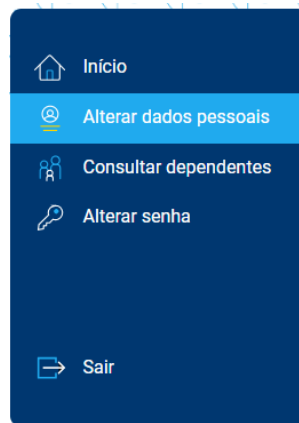 Início
Alterar dados pessoais
Consultar dependentes
Alterar senha
Sair